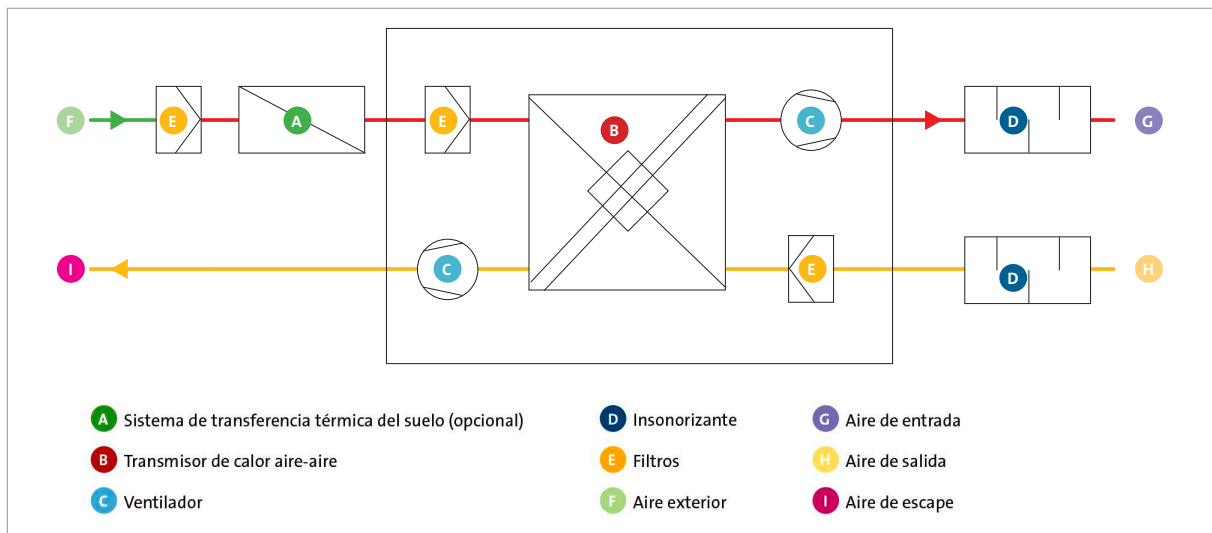 F E A E B C D G
I C E D H
A Sistema de transferencia térmica del suelo (opcional)
B Transmisor de calor aire-aire
C Ventilador
D Insonorizante
E Filtros
F Aire exterior
G Aire de entrada
H Aire de salida
I Aire de escape